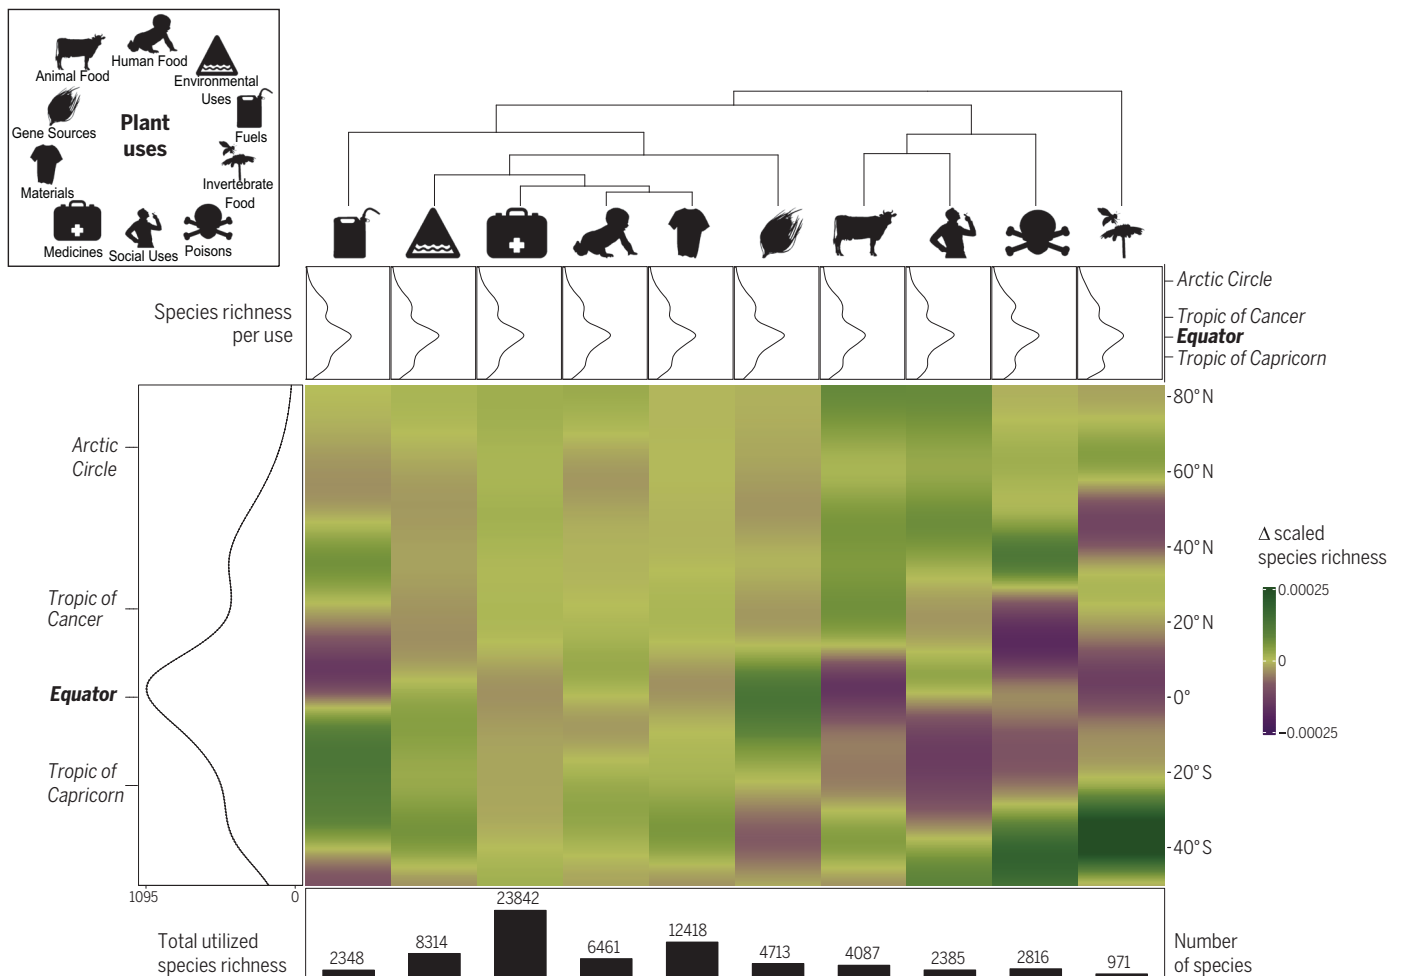 Human Food
Animal Food
Environmental
Uses
Gene Sources
Plant
uses
Fuels
Materials
Invertebrate
Food
Medicines
Social Uses
Poisons
Species richness
per use
Arctic Circle
Tropic of Cancer
Equator
Tropic of Capricorn
Arctic
Circle
Tropic of
Cancer
Equator
Tropic of
Capricorn
1095
0
80° N
60° N
40° N
20° N
0°
20° S
40° S
Δ scaled
species richness
0.00025
0
−0.00025
Total utilized
species richness
2348
8314
23842
6461
12418
4713
4087
2385
2816
971
Number
of species